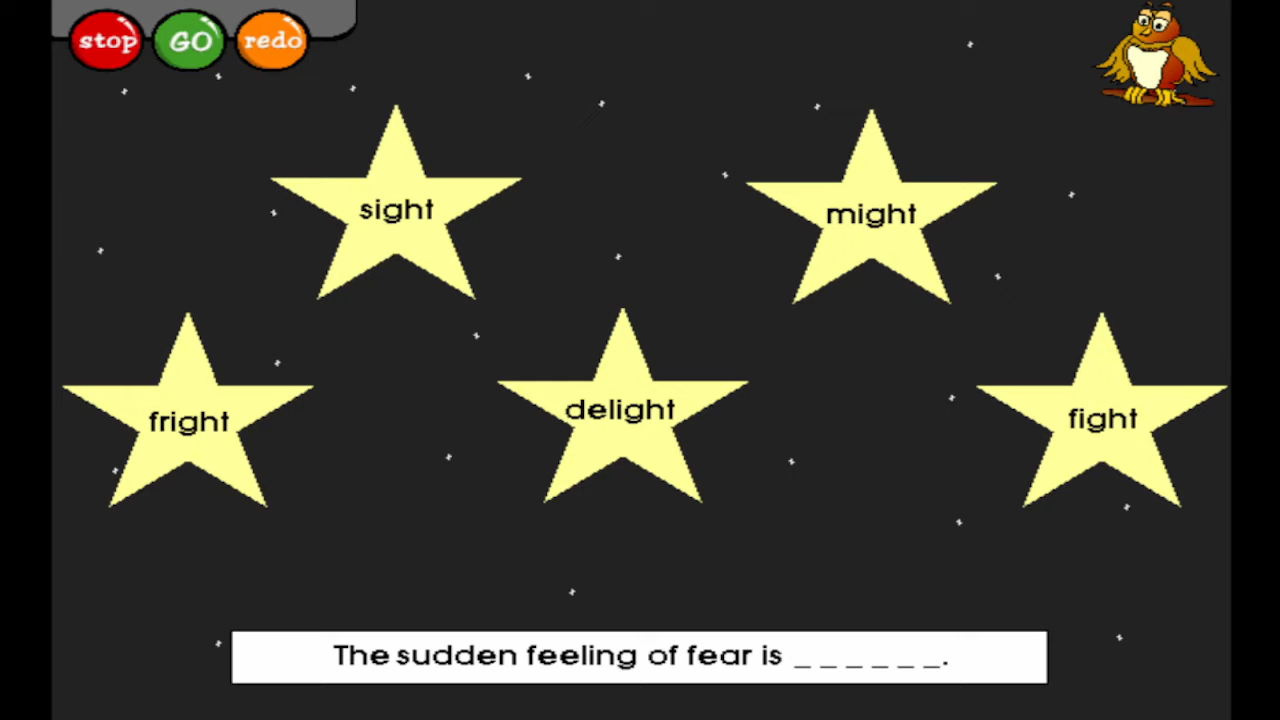 stop GO redo
sight
might
fright
delight
fight
The sudden feeling of fear is _ _ _ _ _ _.